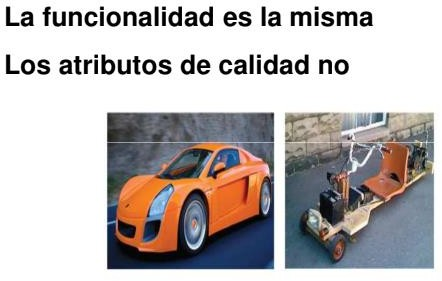 La funcionalidad es la misma
Los atributos de calidad no